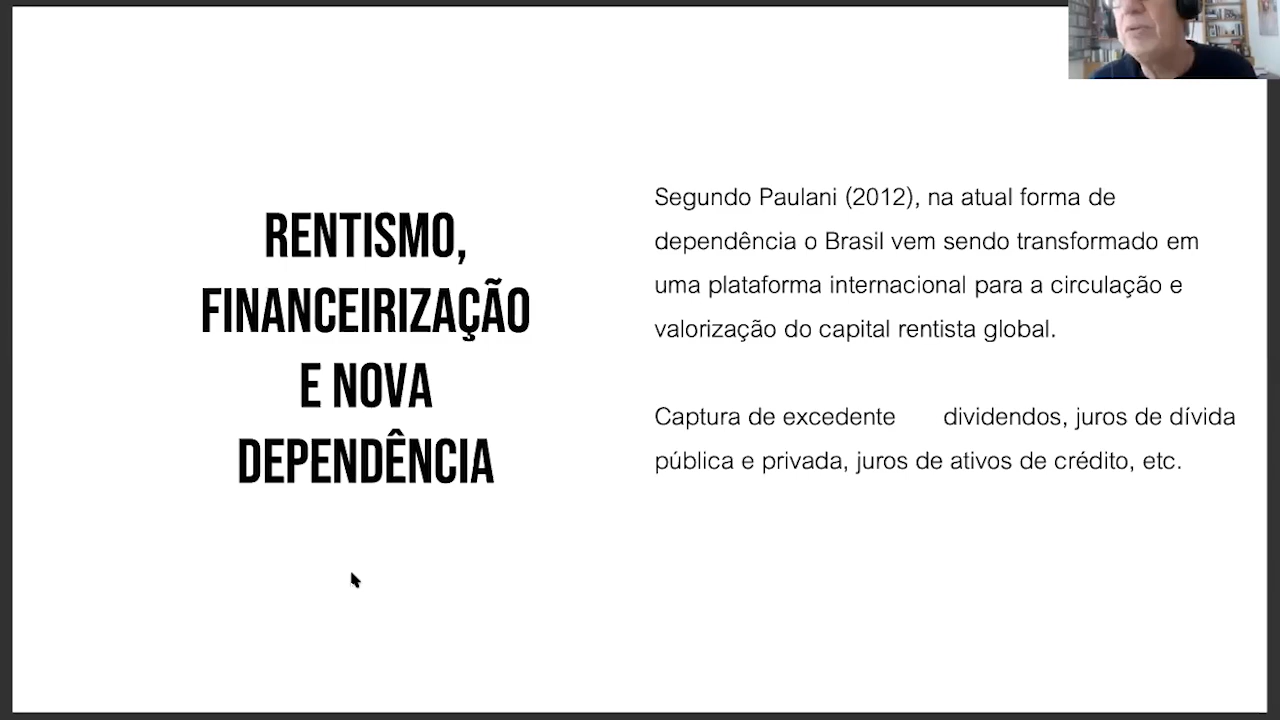 RENTISMO,
FINANCEIRIZAÇÃO
E NOVA
DEPENDÊNCIA
Segundo Paulani (2012), na atual forma de
dependência o Brasil vem sendo transformado em
uma plataforma internacional para a circulação e
valorização do capital rentista global.
Captura de excedente dividendos, juros de dívida
pública e privada, juros de ativos de crédito, etc.